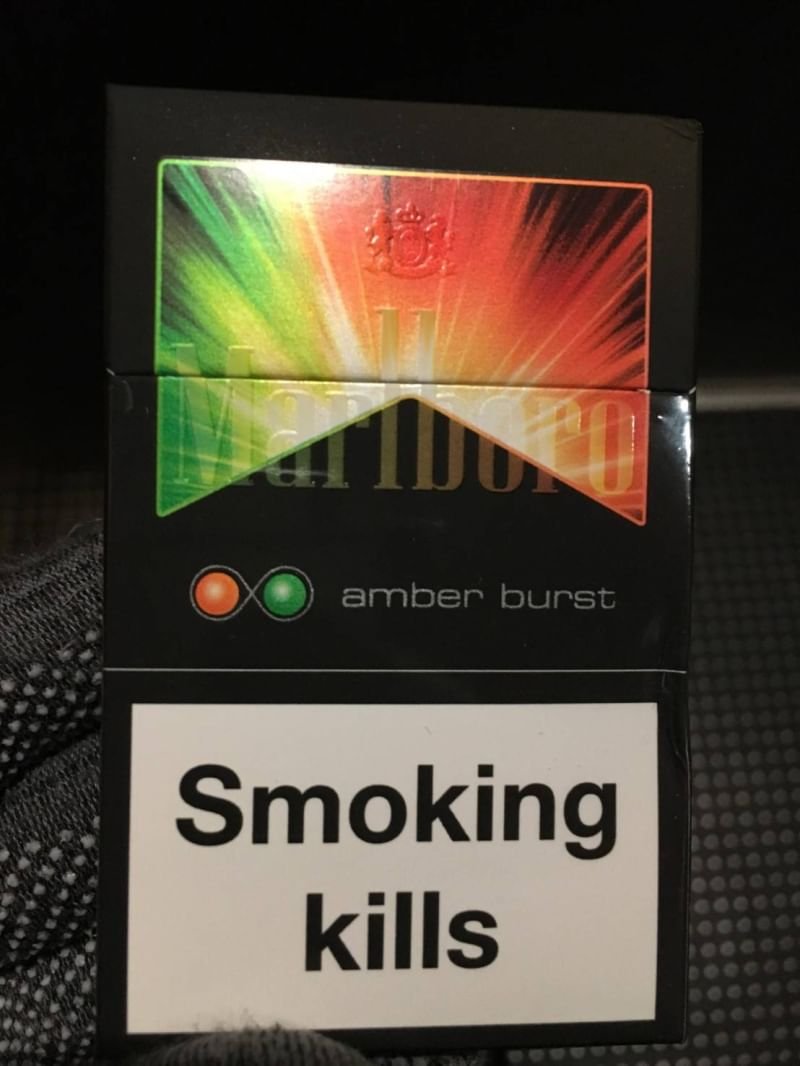 Marlboro
amber burst
Smoking
kills